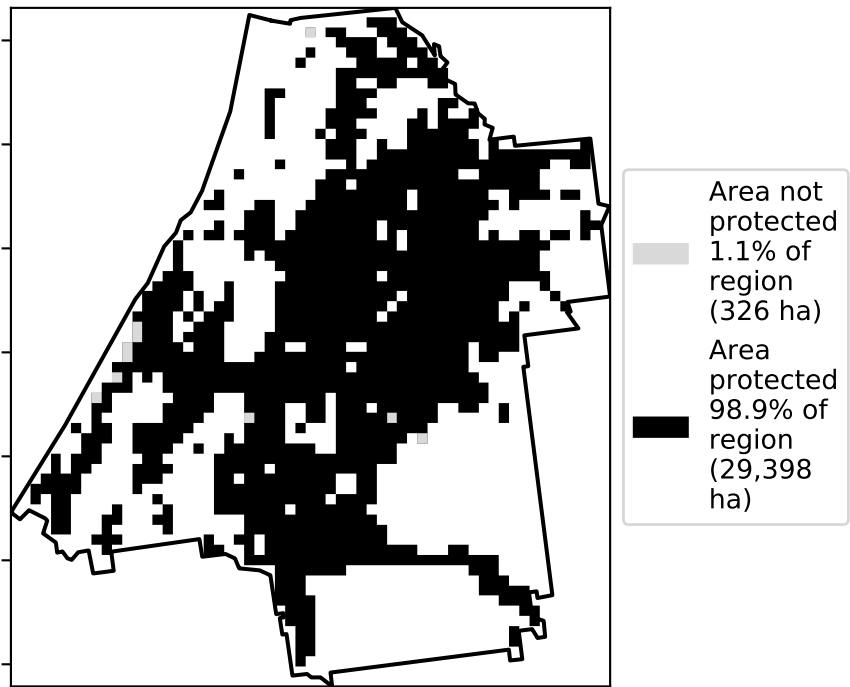 Area not
protected
1.1% of
region
(326 ha)
Area
protected
98.9% of
region
(29,398
ha)